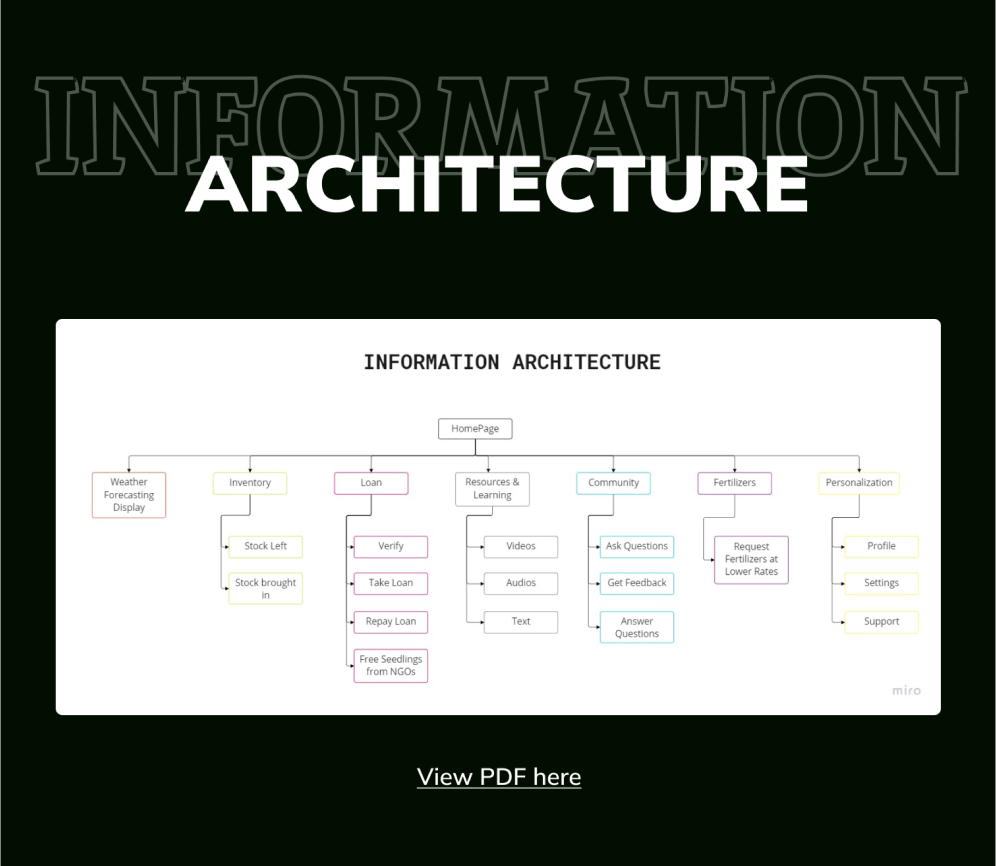 INFORMATION
ARCHITECTURE
INFORMATION ARCHITECTURE
HomePage
Weather
Forecasting
Display
Inventory
Loan
Resources &
Learning
Community
Fertilizers
Personalization
Stock Left
Stock brought
in
Verify
Take Loan
Repay Loan
Free Seedlings
from NGOs
Videos
Audios
Text
Ask Questions
Get Feedback
Answer
Questions
Request
Fertilizers at
Lower Rates
Profile
Settings
Support
miro
View PDF here